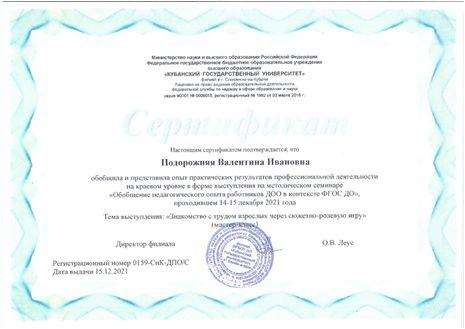 Министерство науки и высшего образования Российской Федерации
Федеральное государственное бюджетное образовательное учреждение
высшего образования
«КУБАНСКИЙ ГОСУДАРСТВЕННЫЙ УНИВЕРСИТЕТ»
филиал в г. Славянске-на-Кубани
Лицензия на право ведения образовательной деятельности
федеральной службы по надзору в сфере образования и науки
серия 90Л01 № регистрационный № 1982 от 03 марта 2016 г.
Сертификат
Настоящим сертификатом подтверждается, что
Подорожняя Валентина Ивановна
обобщила и представила опыт практических результатов профессиональной деятельности
на краевом уровне в форме выступления на методическом семинаре
«Обобщение педагогического опыта работников ДОО в контексте ФГОС ДО»,
проходившем 14-15 декабря 2021 года
Тема выступления: «Знакомство с трудом взрослых через сюжетно-ролевую игру»
(мастер-класс)
Директор филиала О.В. Леус
Регистрационный номер 0159-СнК-ДПО/С
Дата выдачи 15.12.2021